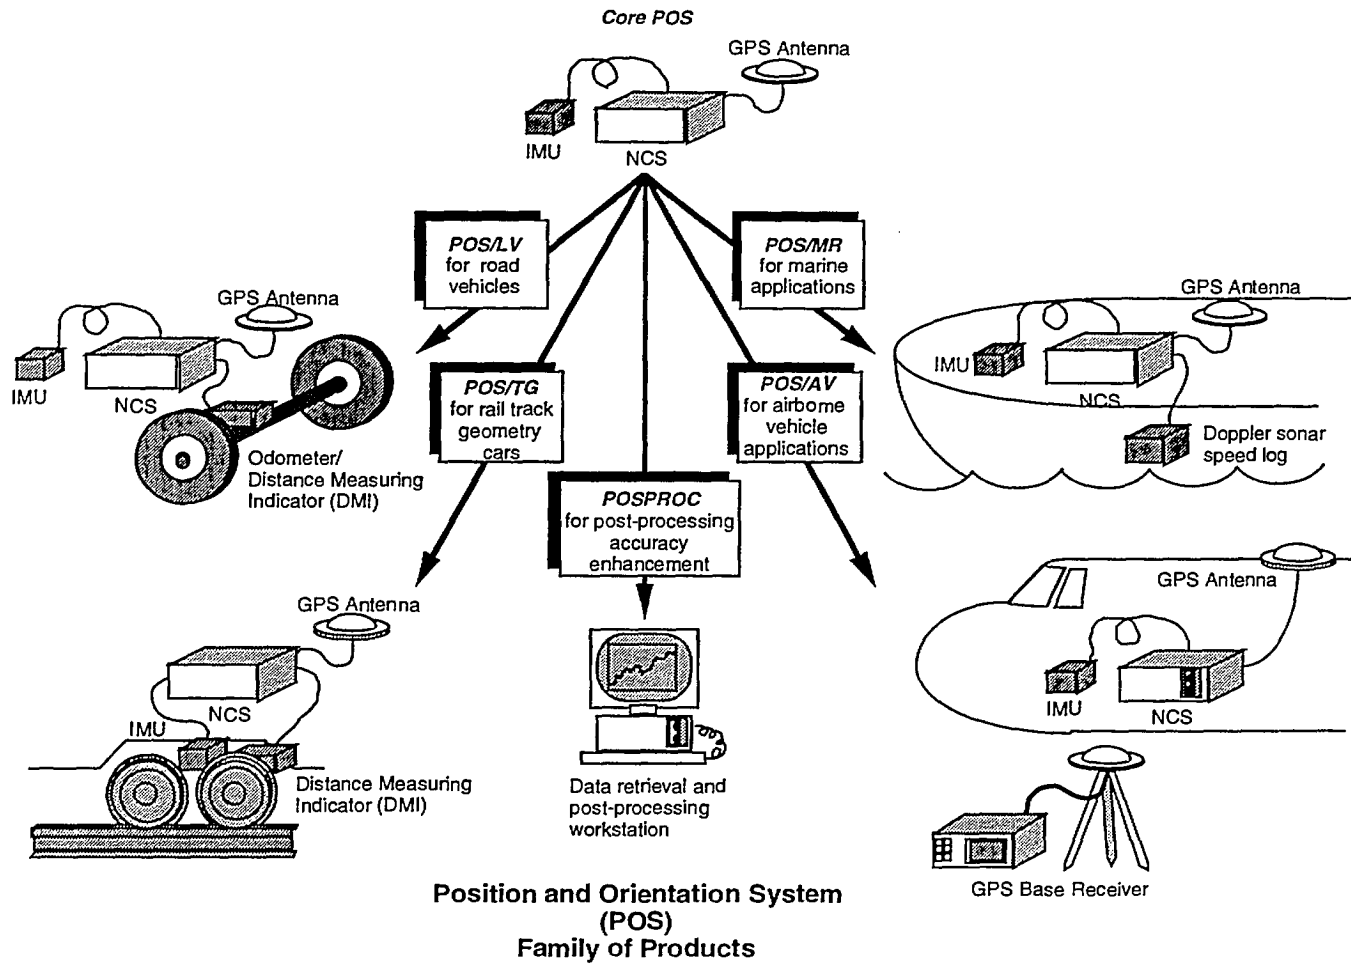 Core POS
GPS Antenna
IMU
NCS
POS/LV
for road
vehicles
POS/MR
for marine
applications
GPS Antenna
IMU
NCS
Odometer/
Distance Measuring
Indicator (DMI)
POS/TG
for rail track
geometry
cars
POS/AV
for airborne
vehicle
applications
GPS Antenna
IMU
NCS
Doppler sonar
speed log
POSPROC
for post-processing
accuracy
enhancement
GPS Antenna
NCS
IMU
Distance Measuring
Indicator (DMI)
Data retrieval and
post-processing
workstation
GPS Antenna
IMU
NCS
GPS Base Receiver
Position and Orientation System
(POS)
Family of Products